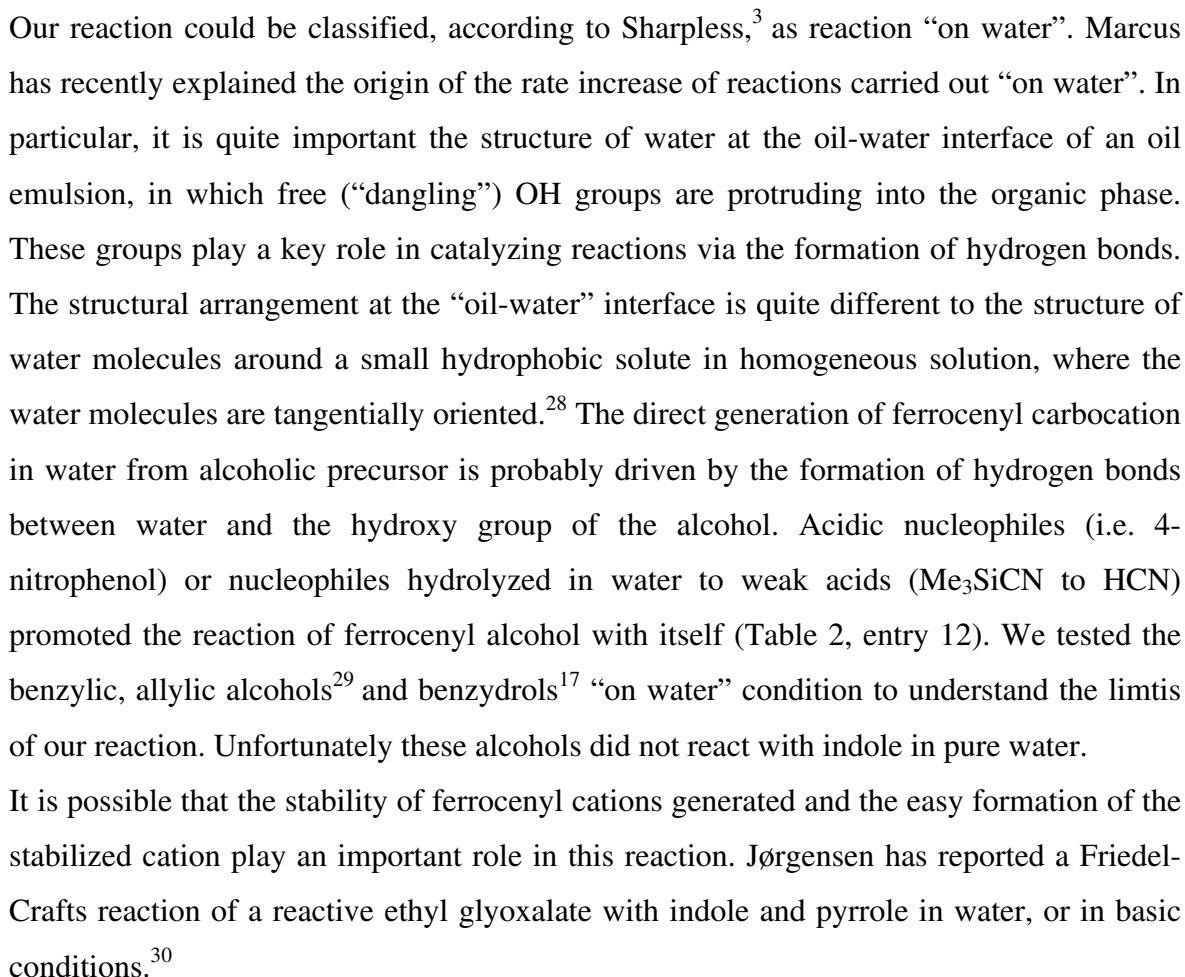 Our reaction could be classified, according to Sharpless,³ as reaction “on water”. Marcus
has recently explained the origin of the rate increase of reactions carried out “on water”. In
particular, it is quite important the structure of water at the oil-water interface of an oil
emulsion, in which free (“dangling”) OH groups are protruding into the organic phase.
These groups play a key role in catalyzing reactions via the formation of hydrogen bonds.
The structural arrangement at the “oil-water” interface is quite different to the structure of
water molecules around a small hydrophobic solute in homogeneous solution, where the
water molecules are tangentially oriented.²⁸ The direct generation of ferrocenyl carbocation
in water from alcoholic precursor is probably driven by the formation of hydrogen bonds
between water and the hydroxy group of the alcohol. Acidic nucleophiles (i.e. 4-
nitrophenol) or nucleophiles hydrolyzed in water to weak acids (Me₃SiCN to HCN)
promoted the reaction of ferrocenyl alcohol with itself (Table 2, entry 12). We tested the
benzylic, allylic alcohols²⁹ and benzydrols¹⁷ “on water” condition to understand the limtis
of our reaction. Unfortunately these alcohols did not react with indole in pure water.
It is possible that the stability of ferrocenyl cations generated and the easy formation of the
stabilized cation play an important role in this reaction. Jørgensen has reported a Friedel-
Crafts reaction of a reactive ethyl glyoxalate with indole and pyrrole in water, or in basic
conditions.³⁰